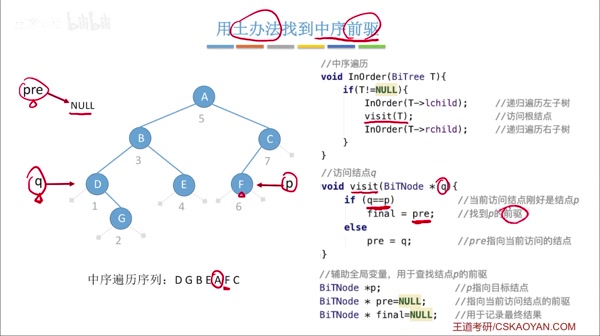 bilibili
用土办法找到中序前驱
pre
NULL
A
5
B
3
C
7
q
D
1
E
4
F
6
p
G
2
中序遍历序列: D G B E A F C
//中序遍历
void InOrder(BiTree T){
if(T!=NULL){
InOrder(T->lchild); //递归遍历左子树
visit(T); //访问根结点
InOrder(T->rchild); //递归遍历右子树
}
}
//访问结点q
void visit(BiTNode * q){
if (q==p) //当前访问结点刚好是结点p
final = pre; //找到p的前驱
else
pre = q; //pre指向当前访问的结点
}
//辅助全局变量，用于查找结点p的前驱
BiTNode *p; //p指向目标结点
BiTNode * pre=NULL; //指向当前访问结点的前驱
BiTNode * final=NULL; //用于记录最终结果
王道考研/CSKAOYAN.COM